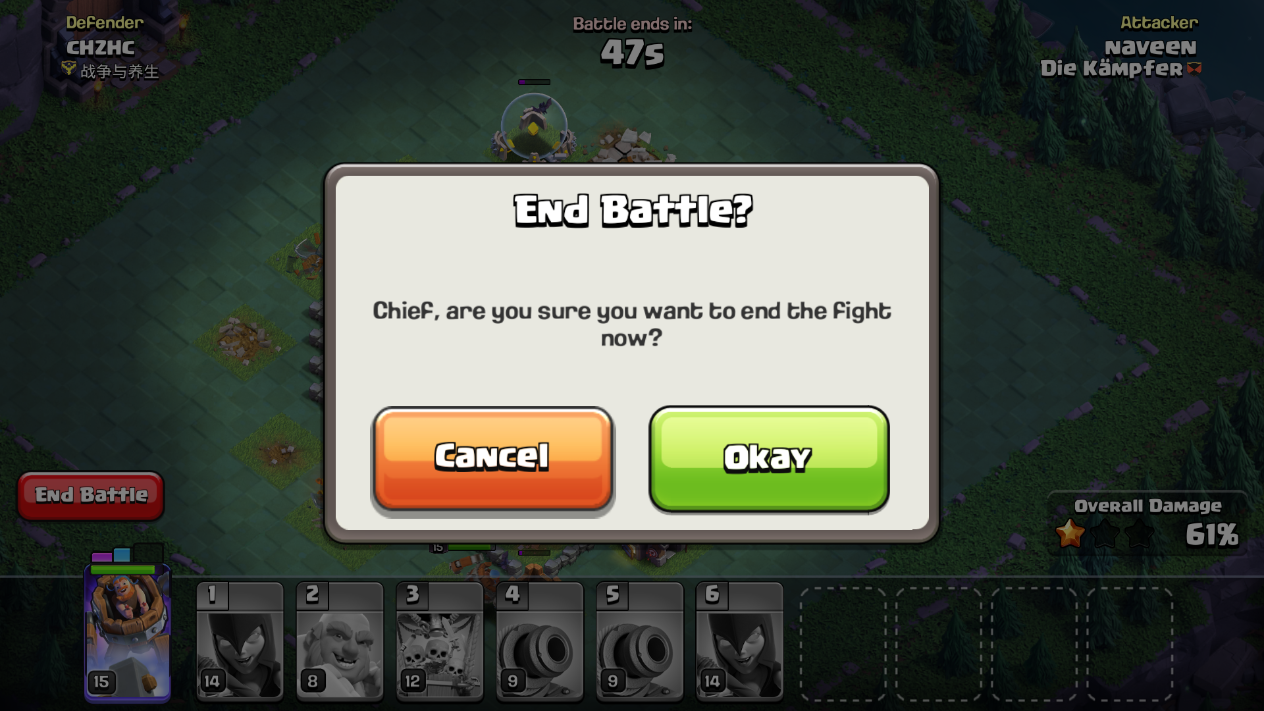 Defender
CHZHC
战争与养生
Battle ends in:
47s
Attacker
naveen
Die Kämpfer
End Battle?
Chief, are you sure you want to end the fight
now?
Cancel
Okay
End Battle
Overall Damage
61%
15
1
2
3
4
5
6
15
14
8
12
9
9
14